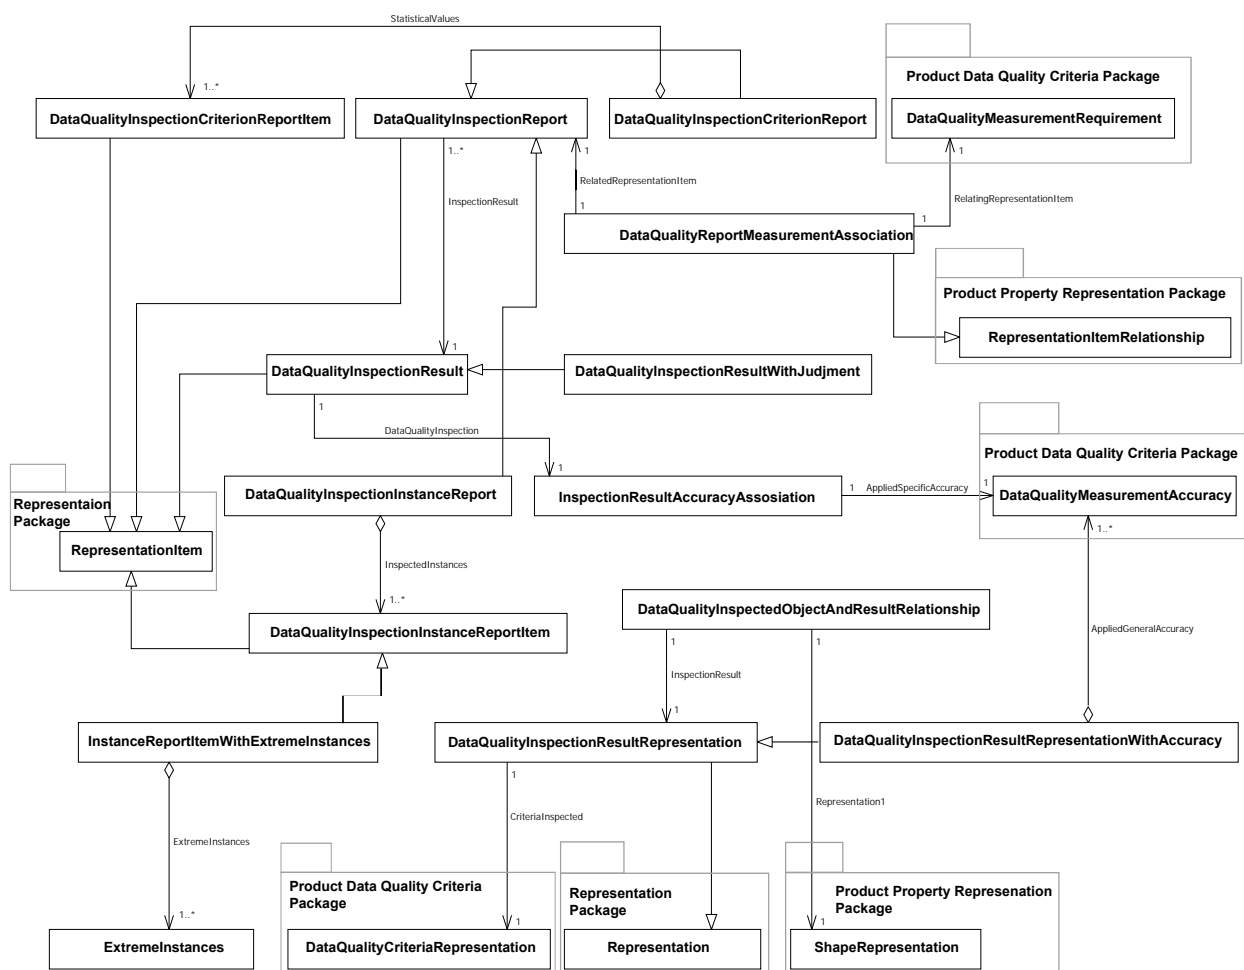 StatisticalValues
1..*
Product Data Quality Criteria Package
DataQualityInspectionCriterionReportItem
DataQualityInspectionReport
DataQualityInspectionCriterionReport
DataQualityMeasurementRequirement
1..*
1
1
RelatedRepresentationItem
InspectionResult
RelatingRepresentationItem
1
1
DataQualityReportMeasurementAssociation
Product Property Representation Package
RepresentationItemRelationship
1
DataQualityInspectionResult
DataQualityInspectionResultWithJudjment
1
DataQualityInspection
Product Data Quality Criteria Package
1
DataQualityInspectionInstanceReport
InspectionResultAccuracyAssosiation
1
AppliedSpecificAccuracy
1
DataQualityMeasurementAccuracy
Representaion
Package
RepresentationItem
1..*
InspectedInstances
1..*
DataQualityInspectedObjectAndResultRelationship
DataQualityInspectionInstanceReportItem
AppliedGeneralAccuracy
1
1
InspectionResult
1
InstanceReportItemWithExtremeInstances
DataQualityInspectionResultRepresentation
DataQualityInspectionResultRepresentationWithAccuracy
1
Representation1
CriteriaInspected
ExtremeInstances
Product Data Quality Criteria
Package
Representation
Package
Product Property Represenation
Package
1..*
1
1
ExtremeInstances
DataQualityCriteriaRepresentation
Representation
ShapeRepresentation